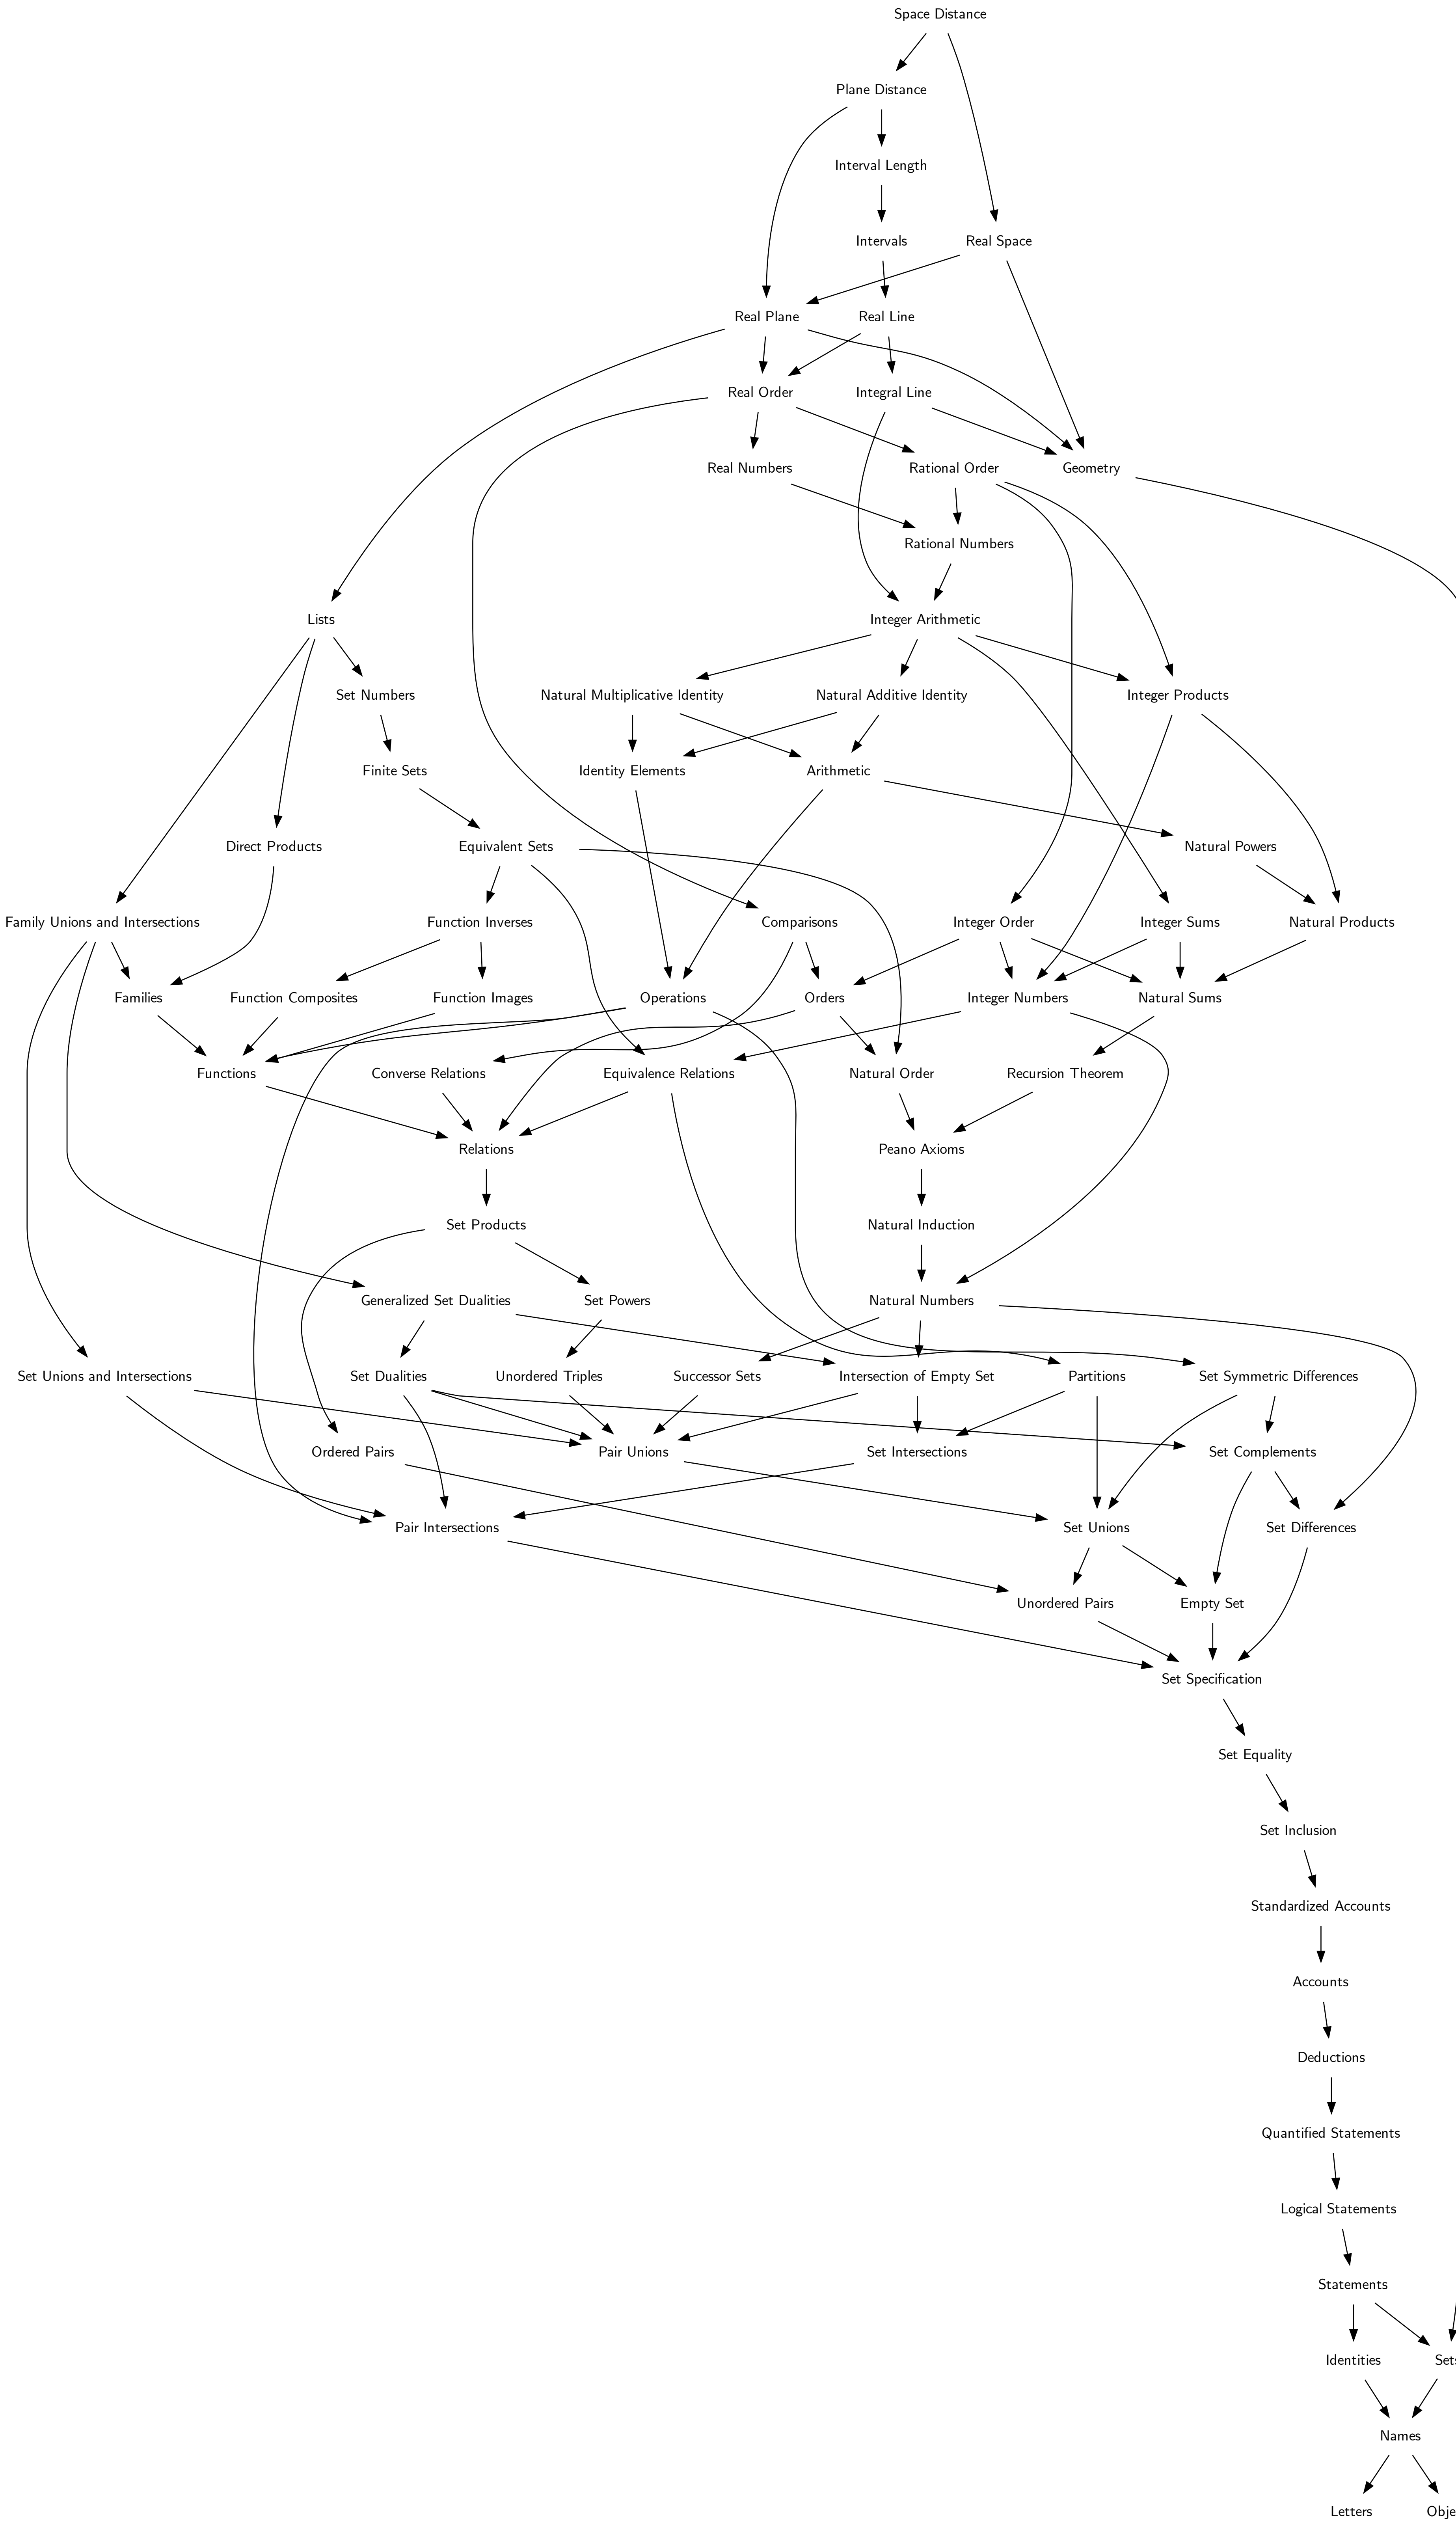 Space Distance
Plane Distance
Interval Length
Intervals
Real Space
Real Plane
Real Line
Real Order
Integral Line
Real Numbers
Rational Order
Geometry
Rational Numbers
Lists
Integer Arithmetic
Set Numbers
Natural Multiplicative Identity
Natural Additive Identity
Integer Products
Finite Sets
Identity Elements
Arithmetic
Direct Products
Equivalent Sets
Natural Powers
Family Unions and Intersections
Function Inverses
Comparisons
Integer Order
Integer Sums
Natural Products
Families
Function Composites
Function Images
Operations
Orders
Integer Numbers
Natural Sums
Functions
Converse Relations
Equivalence Relations
Natural Order
Recursion Theorem
Relations
Peano Axioms
Set Products
Natural Induction
Generalized Set Dualities
Set Powers
Natural Numbers
Set Unions and Intersections
Set Dualities
Unordered Triples
Successor Sets
Intersection of Empty Set
Partitions
Set Symmetric Differences
Ordered Pairs
Pair Unions
Set Intersections
Set Complements
Pair Intersections
Set Unions
Set Differences
Unordered Pairs
Empty Set
Set Specification
Set Equality
Set Inclusion
Standardized Accounts
Accounts
Deductions
Quantified Statements
Logical Statements
Statements
Identities
Sets
Names
Letters
Obje